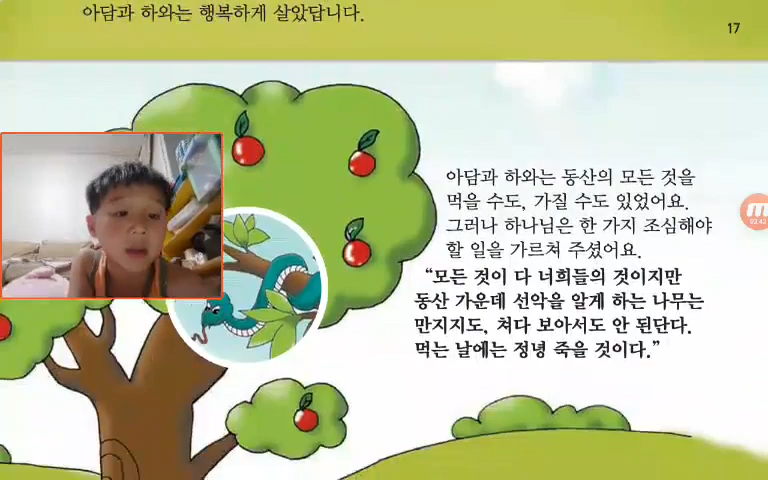 아담과 하와는 행복하게 살았답니다.
17
아담과 하와는 동산의 모든 것을
먹을 수도, 가질 수도 있었어요.
그러나 하나님은 한 가지 조심해야
할 일을 가르쳐 주셨어요.
“모든 것이 다 너희들의 것이지만
동산 가운데 선악을 알게 하는 나무는
만지지도, 쳐다 보아서도 안 된단다.
먹는 날에는 정녕 죽을 것이다.”
02:42